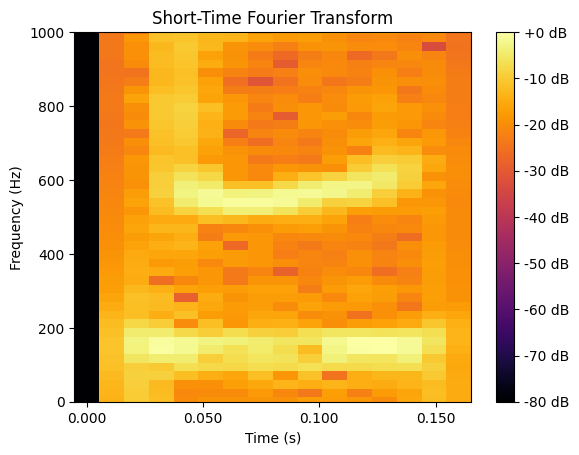 Short-Time Fourier Transform
1000
800
600
400
200
0
Frequency (Hz)
0.000
0.050
0.100
0.150
Time (s)
+0 dB
-10 dB
-20 dB
-30 dB
-40 dB
-50 dB
-60 dB
-70 dB
-80 dB